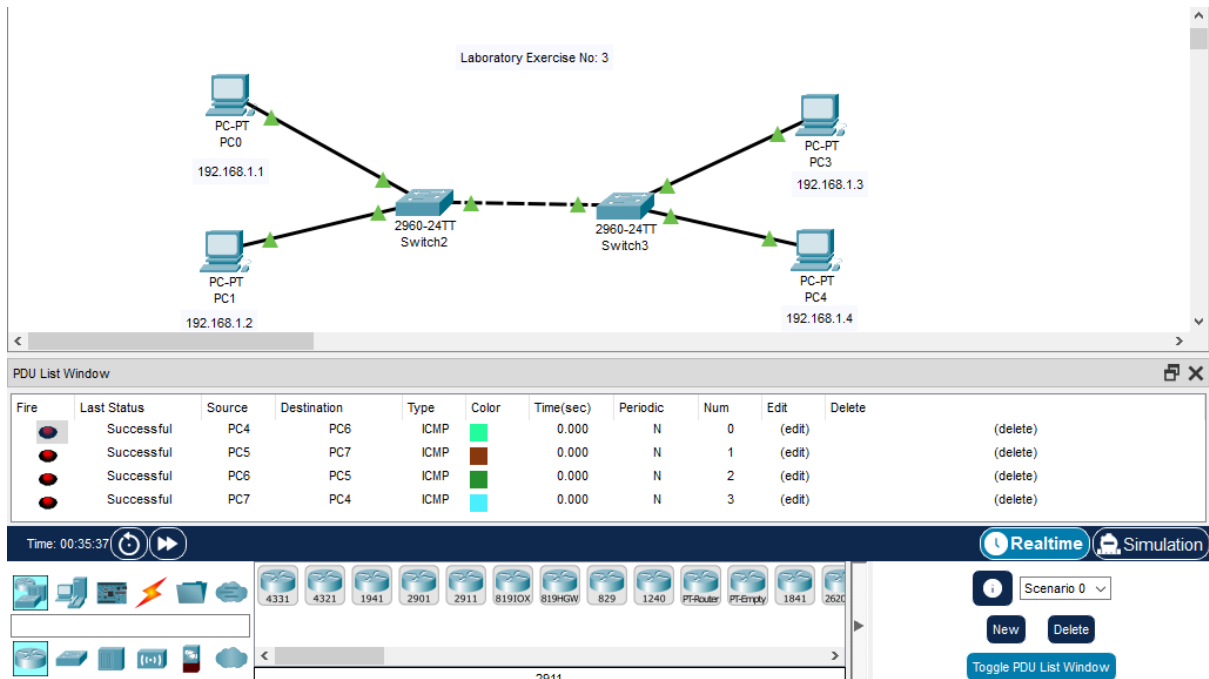 Laboratory Exercise No: 3
PC-PT
PC0
192.168.1.1
PC-PT
PC3
192.168.1.3
2960-24TT
Switch2
2960-24TT
Switch3
PC-PT
PC1
192.168.1.2
PC-PT
PC4
192.168.1.4
PDU List Window
Fire Last Status Source Destination Type Color Time(sec) Periodic Num Edit Delete
Successful PC4 PC6 ICMP 0.000 N 0 (edit) (delete)
Successful PC5 PC7 ICMP 0.000 N 1 (edit) (delete)
Successful PC6 PC5 ICMP 0.000 N 2 (edit) (delete)
Successful PC7 PC4 ICMP 0.000 N 3 (edit) (delete)
Time: 00:35:37 Realtime Simulation
4331 4321 1941 2901 2911 819IOX 819HGW 829 1240 PT-Router PT-Empty 1841 2620
Scenario 0
New Delete
Toggle PDU List Window
2911